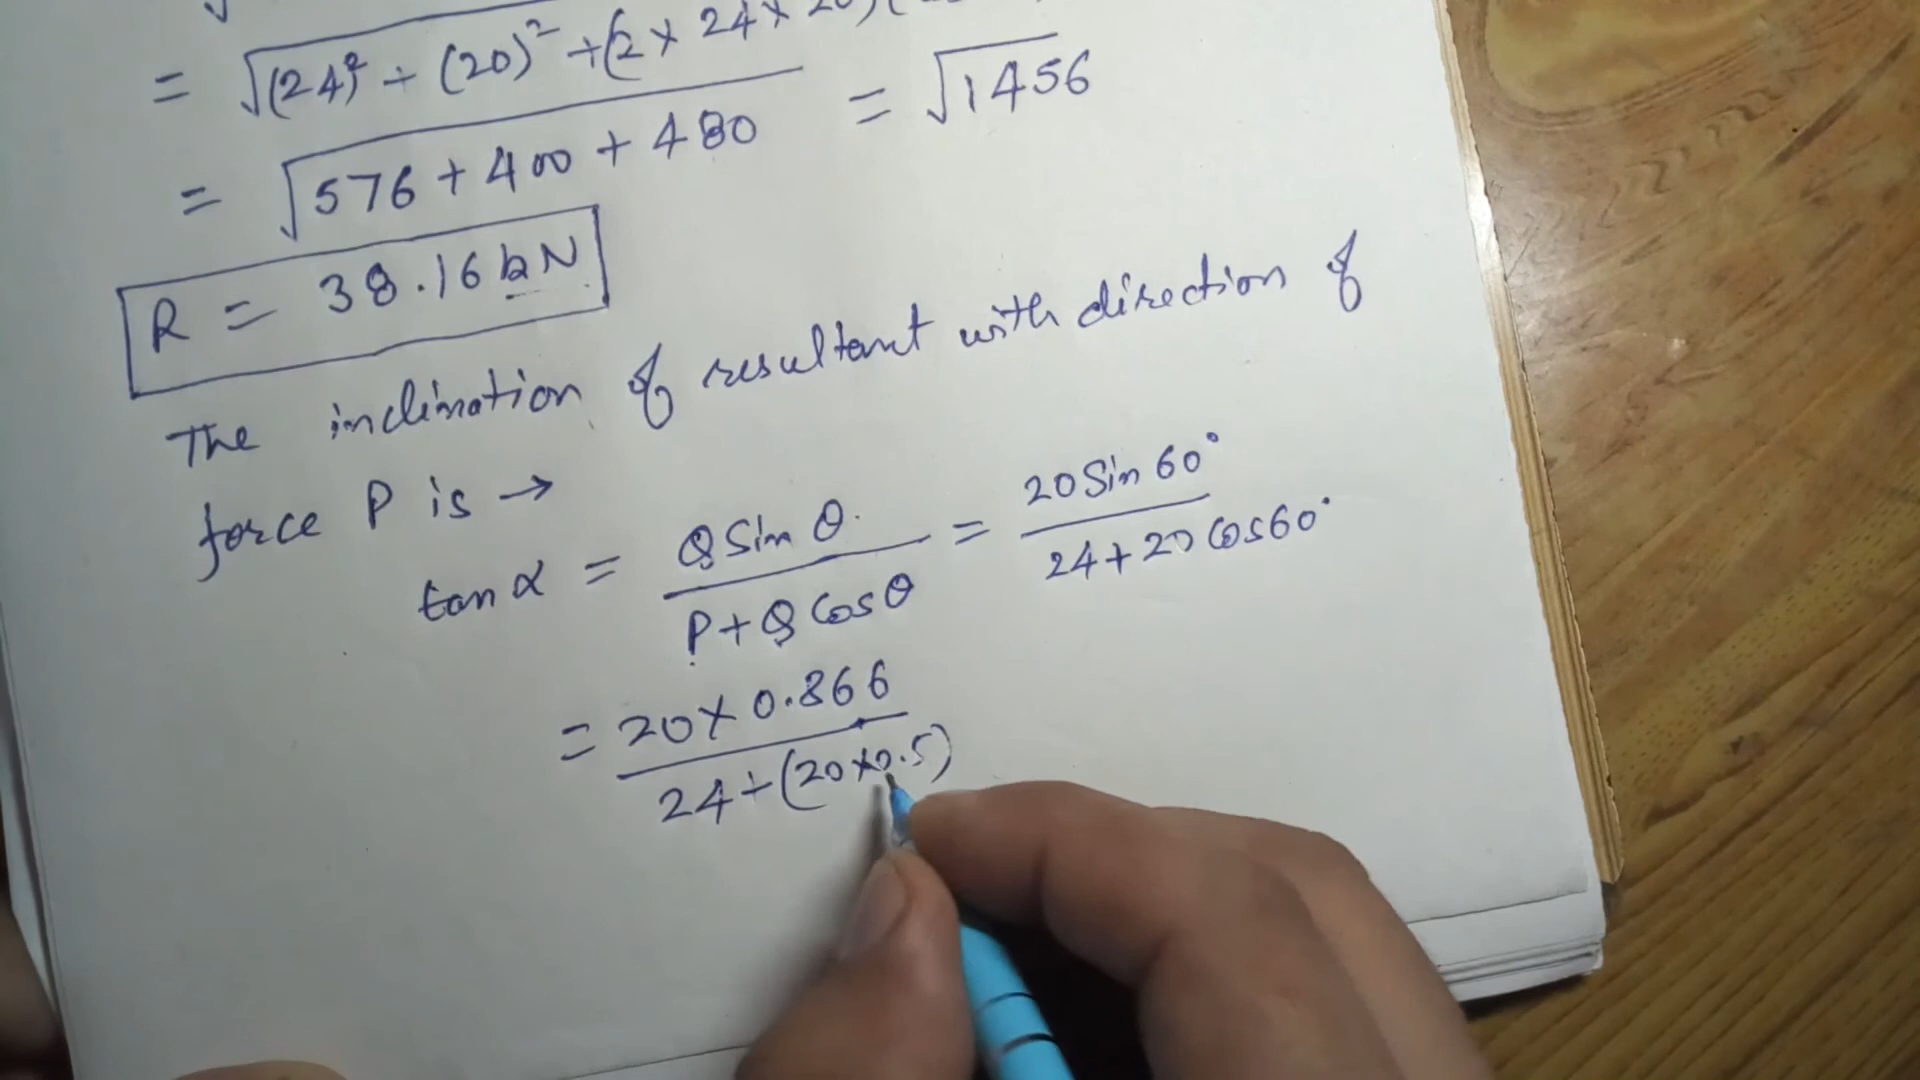 = √(24)² + (20)² + (2 × 24 × 20)(
= √576 + 400 + 480 = √1456
R = 38.16 kN
The inclination of resultant with direction of
force P is →
tan α = Q Sin θ / P + Q Cos θ = 20 Sin 60° / 24 + 20 Cos 60°
= 20 × 0.866 / 24 + (20 × 0.5)